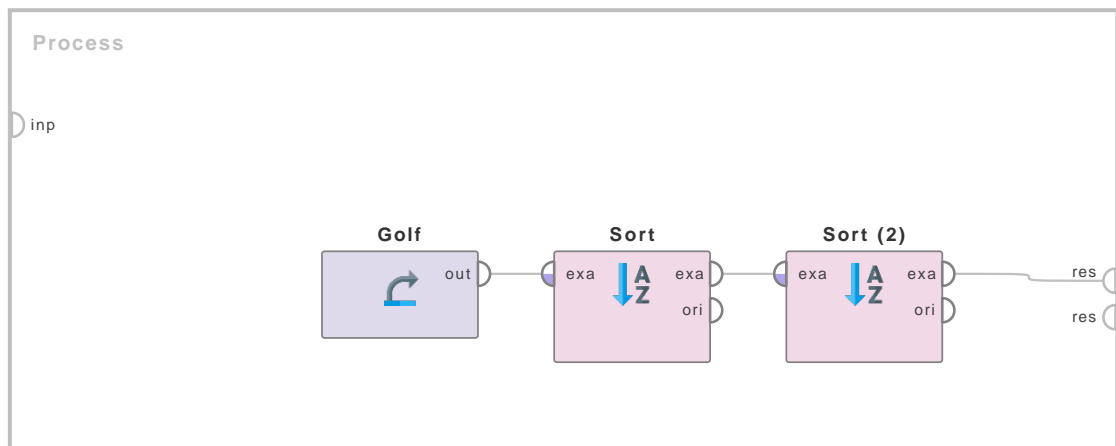 Process
inp
Golf
Sort
Sort (2)
out
exa
exa
exa
exa
res
ori
ori
res
A
Z
A
Z